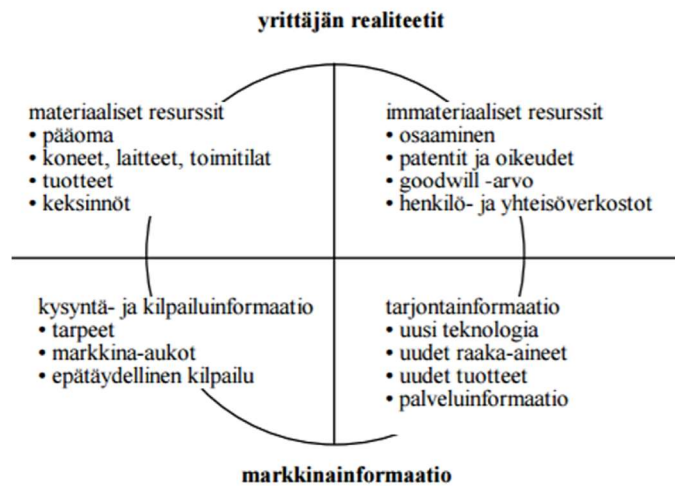 yrittäjän realiteetit
materiaaliset resurssit
• pääoma
• koneet, laitteet, toimitilat
• tuotteet
• keksinnöt
immateriaaliset resurssit
• osaaminen
• patentit ja oikeudet
• goodwill -arvo
• henkilö- ja yhteisöverkostot
kysyntä- ja kilpailuinformaatio
• tarpeet
• markkina-aukot
• epätäydellinen kilpailu
tarjontainformaatio
• uusi teknologia
• uudet raaka-aineet
• uudet tuotteet
• palveluinformaatio
markkinainformaatio